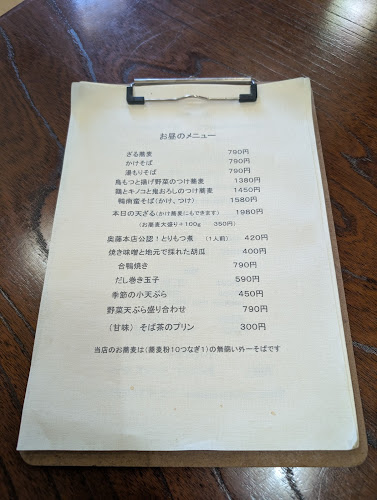 お昼のメニュー
ざる蕎麦 790円
かけそば 790円
湯もりそば 790円
鳥もつと揚げ野菜のつけ蕎麦 1380円
鶏とキノコと鬼おろしのつけ蕎麦 1450円
鴨南蛮そば(かけ、つけ) 1580円
本日の天ざる(かけ蕎麦にもできます) 1980円
(お蕎麦大盛り+100g 350円)
奥藤本店公認!とりもつ煮 (1人前) 420円
焼き味噌と地元で採れた胡瓜 400円
合鴨焼き 790円
だし巻き玉子 590円
季節の小天ぷら 450円
野菜天ぷら盛り合わせ 790円
(甘味) そば茶のプリン 300円
当店のお蕎麦は(蕎麦粉10つなぎ1)の無鹹い外一そばです